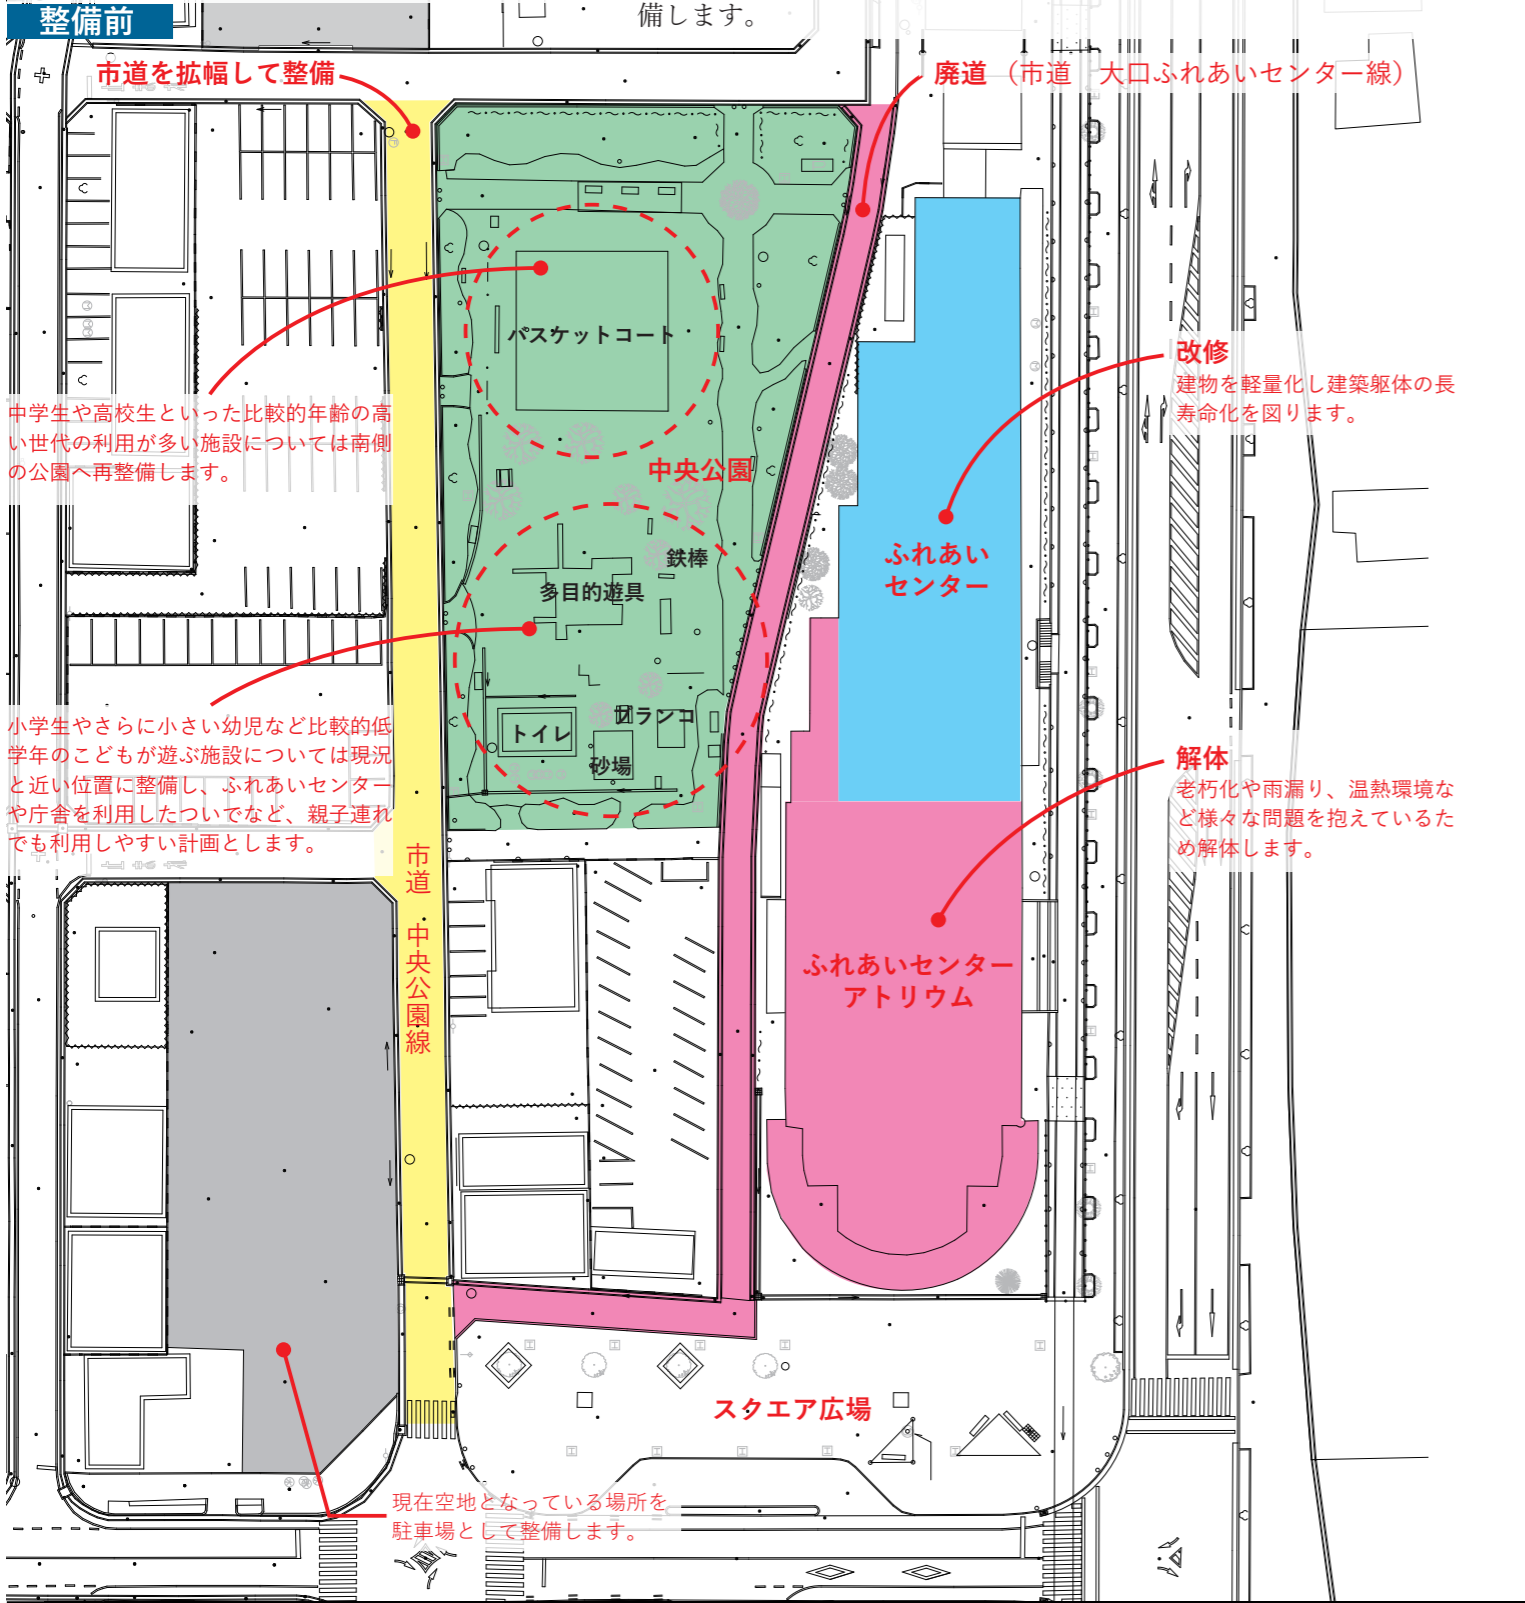 整備前
備します。
市道を拡幅して整備
廃道（市道　大口ふれあいセンター線）
バスケットコート
改修
建物を軽量化し建築躯体の長
寿命化を図ります。
中学生や高校生といった比較的年齢の高
い世代の利用が多い施設については南側
の公園へ再整備します。
中央公園
ふれあい
センター
鉄棒
多目的遊具
小学生やさらに小さい幼児など比較的低
学年のこどもが遊ぶ施設については現況
と近い位置に整備し、ふれあいセンター
や庁舎を利用したついでなど、親子連れ
でも利用しやすい計画とします。
ブランコ
トイレ
砂場
解体
老朽化や雨漏り、温熱環境な
ど様々な問題を抱えているた
め解体します。
市道　中央公園線
ふれあいセンター
アトリウム
スクエア広場
現在空地となっている場所を
駐車場として整備します。